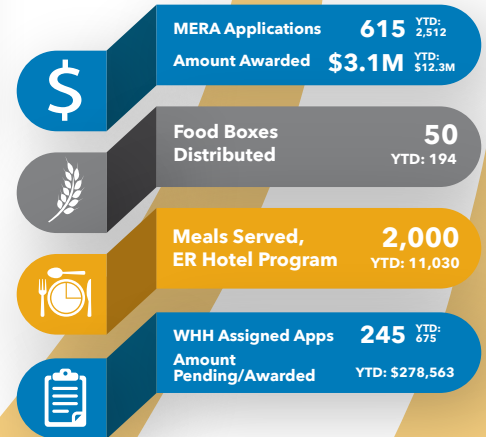 MERA Applications 615 YTD: 2,512
Amount Awarded $3.1M YTD: $12.3M
Food Boxes 50
Distributed YTD: 194
Meals Served, 2,000
ER Hotel Program YTD: 11,030
WHH Assigned Apps 245 YTD: 675
Amount
Pending/Awarded YTD: $278,563